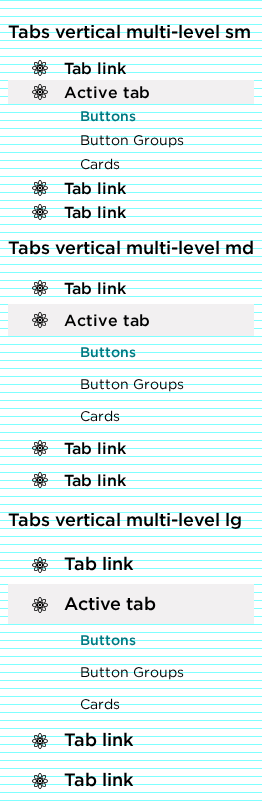 Tabs vertical multi-level sm
Tab link
Active tab
Buttons
Button Groups
Cards
Tab link
Tab link
Tabs vertical multi-level md
Tab link
Active tab
Buttons
Button Groups
Cards
Tab link
Tab link
Tabs vertical multi-level lg
Tab link
Active tab
Buttons
Button Groups
Cards
Tab link
Tab link